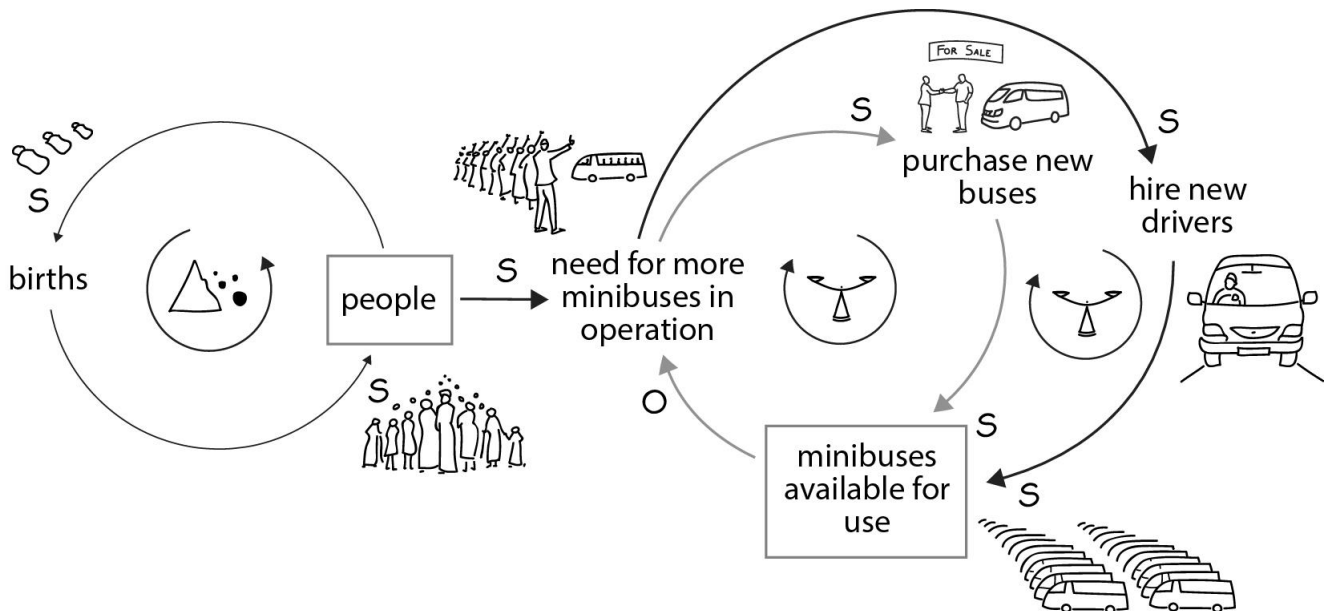 FOR SALE
S
S
purchase new
buses
hire new
drivers
S
births
people
S
need for more
minibuses in
operation
S
O
S
minibuses
available for
use
S
S